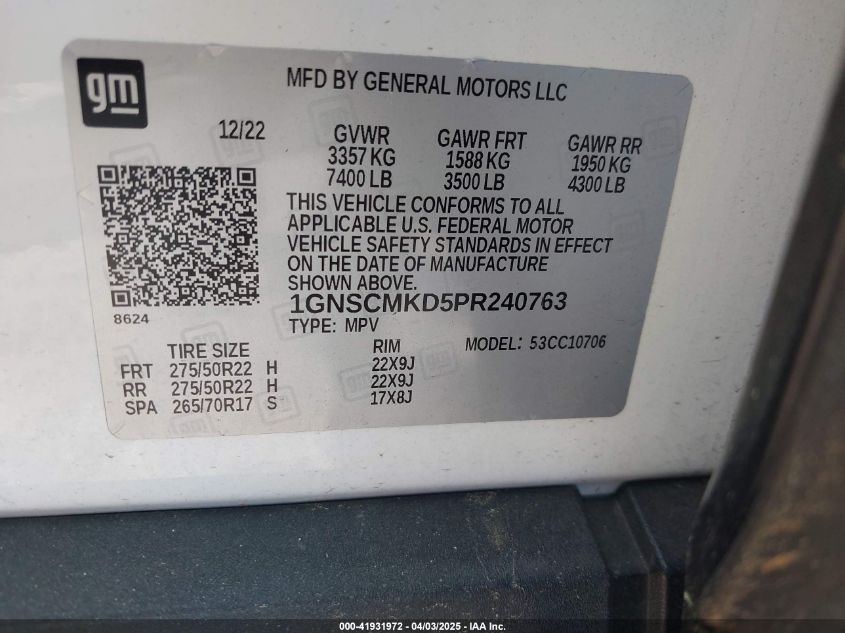 gm
MFD BY GENERAL MOTORS LLC
12/22
GVWR
3357 KG
7400 LB
GAWR FRT
1588 KG
3500 LB
GAWR RR
1950 KG
4300 LB
THIS VEHICLE CONFORMS TO ALL
APPLICABLE U.S. FEDERAL MOTOR
VEHICLE SAFETY STANDARDS IN EFFECT
ON THE DATE OF MANUFACTURE
SHOWN ABOVE.
1GNSCMKD5PR240763
8624
TYPE: MPV
MODEL: 53CC10706
TIRE SIZE RIM
FRT 275/50R22 H 22X9J
RR 275/50R22 H 22X9J
SPA 265/70R17 S 17X8J
000-41931972 - 04/03/2025 - IAA Inc.